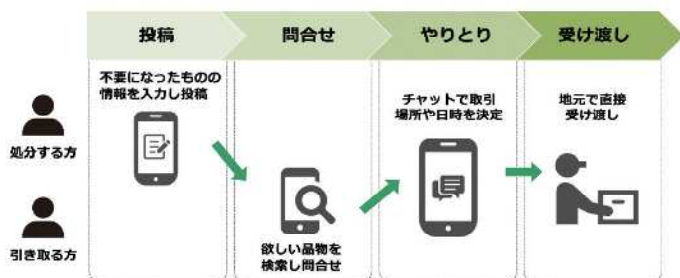 投稿
問合せ
やりとり
受け渡し
不要になったものの
情報を入力し投稿
チャットで取引
場所や日時を決定
地元で直接
受け渡し
処分する方
欲しい品物を
検索し問合せ
引き取る方